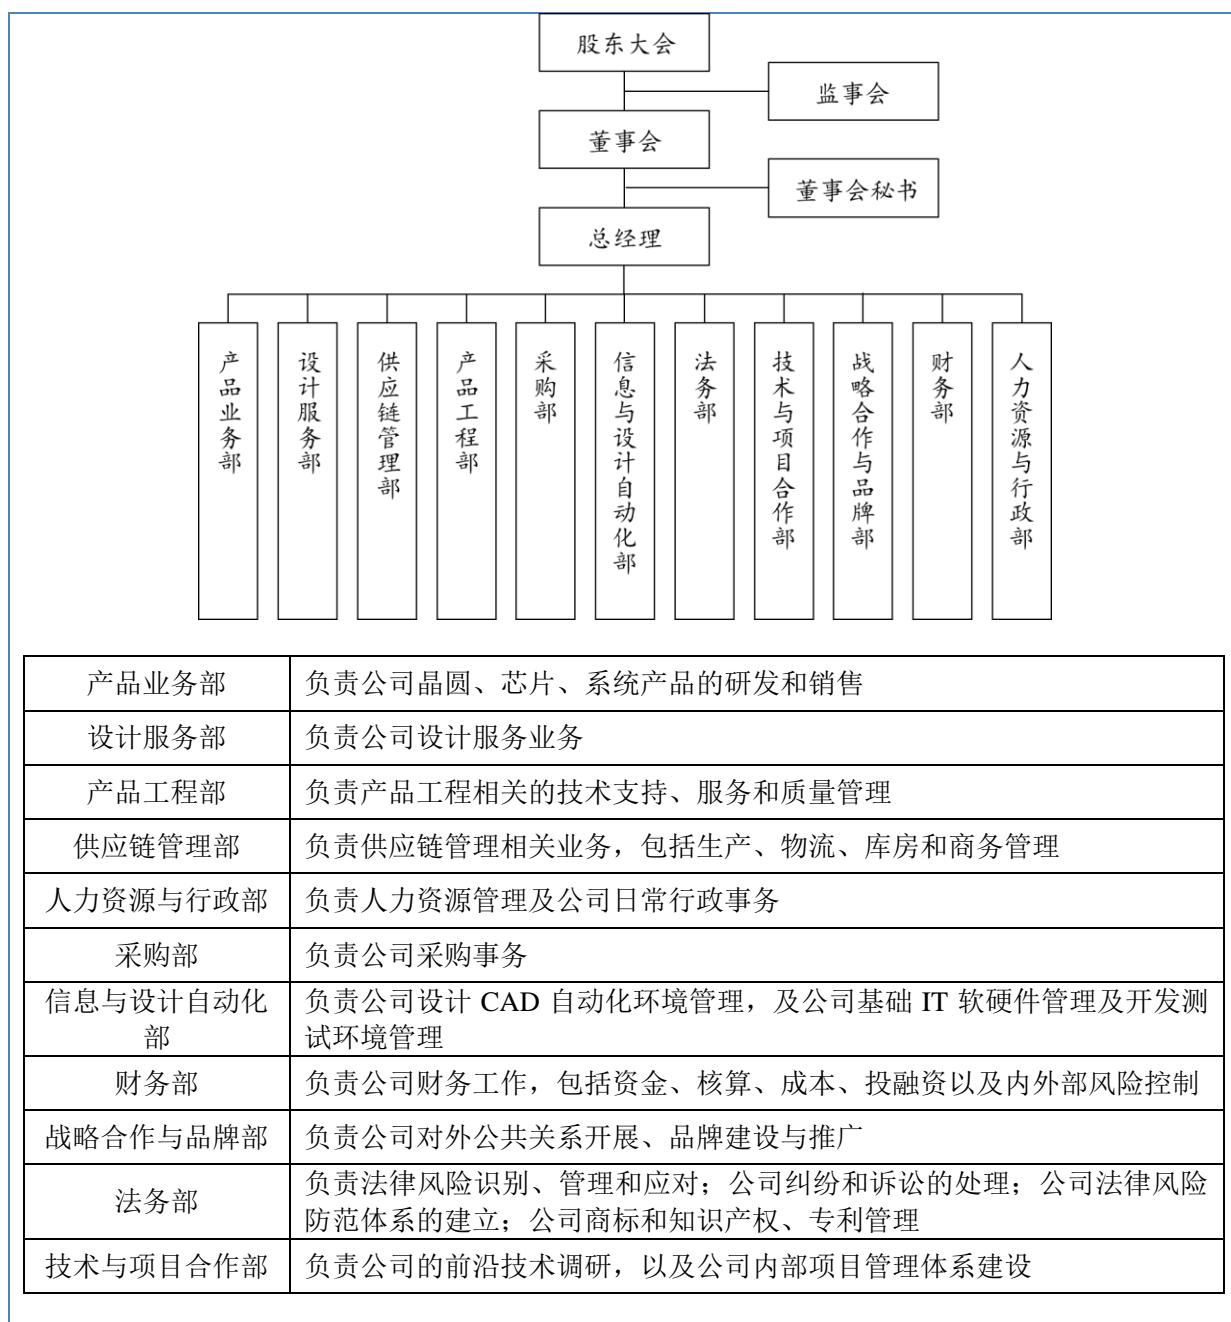 股东大会
监事会
董事会
董事会秘书
总经理
产品业务部
设计服务部
供应链管理部
产品工程部
采购部
信息与设计自动化部
法务部
技术与项目合作部
战略合作与品牌部
财务部
人力资源与行政部
产品业务部
负责公司晶圆、芯片、系统产品的研发和销售
设计服务部
负责公司设计服务业务
产品工程部
负责产品工程相关的技术支持、服务和质量管理
供应链管理部
负责供应链管理相关业务，包括生产、物流、库房和商务管理
人力资源与行政部
负责人力资源管理及公司日常行政事务
采购部
负责公司采购事务
信息与设计自动化
部
负责公司设计 CAD 自动化环境管理，及公司基础 IT 软硬件管理及开发测
试环境管理
财务部
负责公司财务工作，包括资金、核算、成本、投融资以及内外部风险控制
战略合作与品牌部
负责公司对外公共关系开展、品牌建设与推广
法务部
负责法律风险识别、管理和应对；公司纠纷和诉讼的处理；公司法律风险
防范体系的建立；公司商标和知识产权、专利管理
技术与项目合作部
负责公司的前沿技术调研，以及公司内部项目管理体系建设